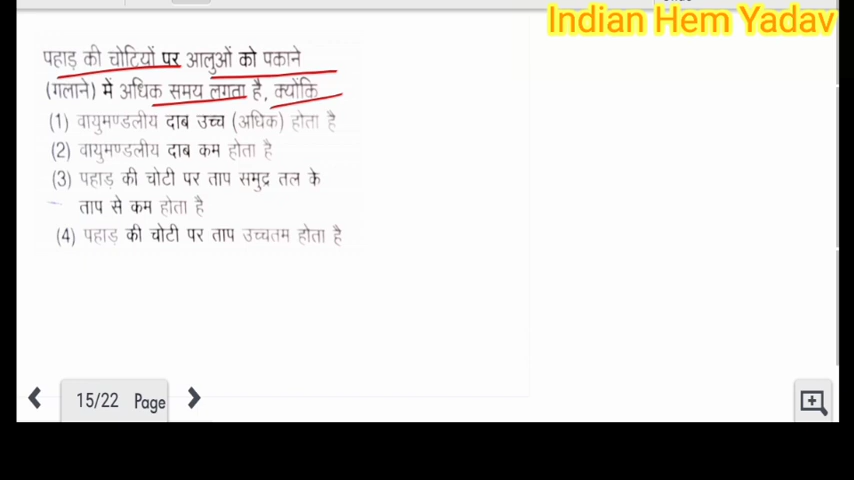 Indian Hem Yadav
पहाड़ की चोटियों पर आलुओं को पकाने
(गलाने) में अधिक समय लगता है, क्योंकि
(1) वायुमण्डलीय दाब उच्च (अधिक) होता है
(2) वायुमण्डलीय दाब कम होता है
(3) पहाड़ की चोटी पर ताप समुद्र तल के
ताप से कम होता है
(4) पहाड़ की चोटी पर ताप उच्चतम होता है
15/22 Page